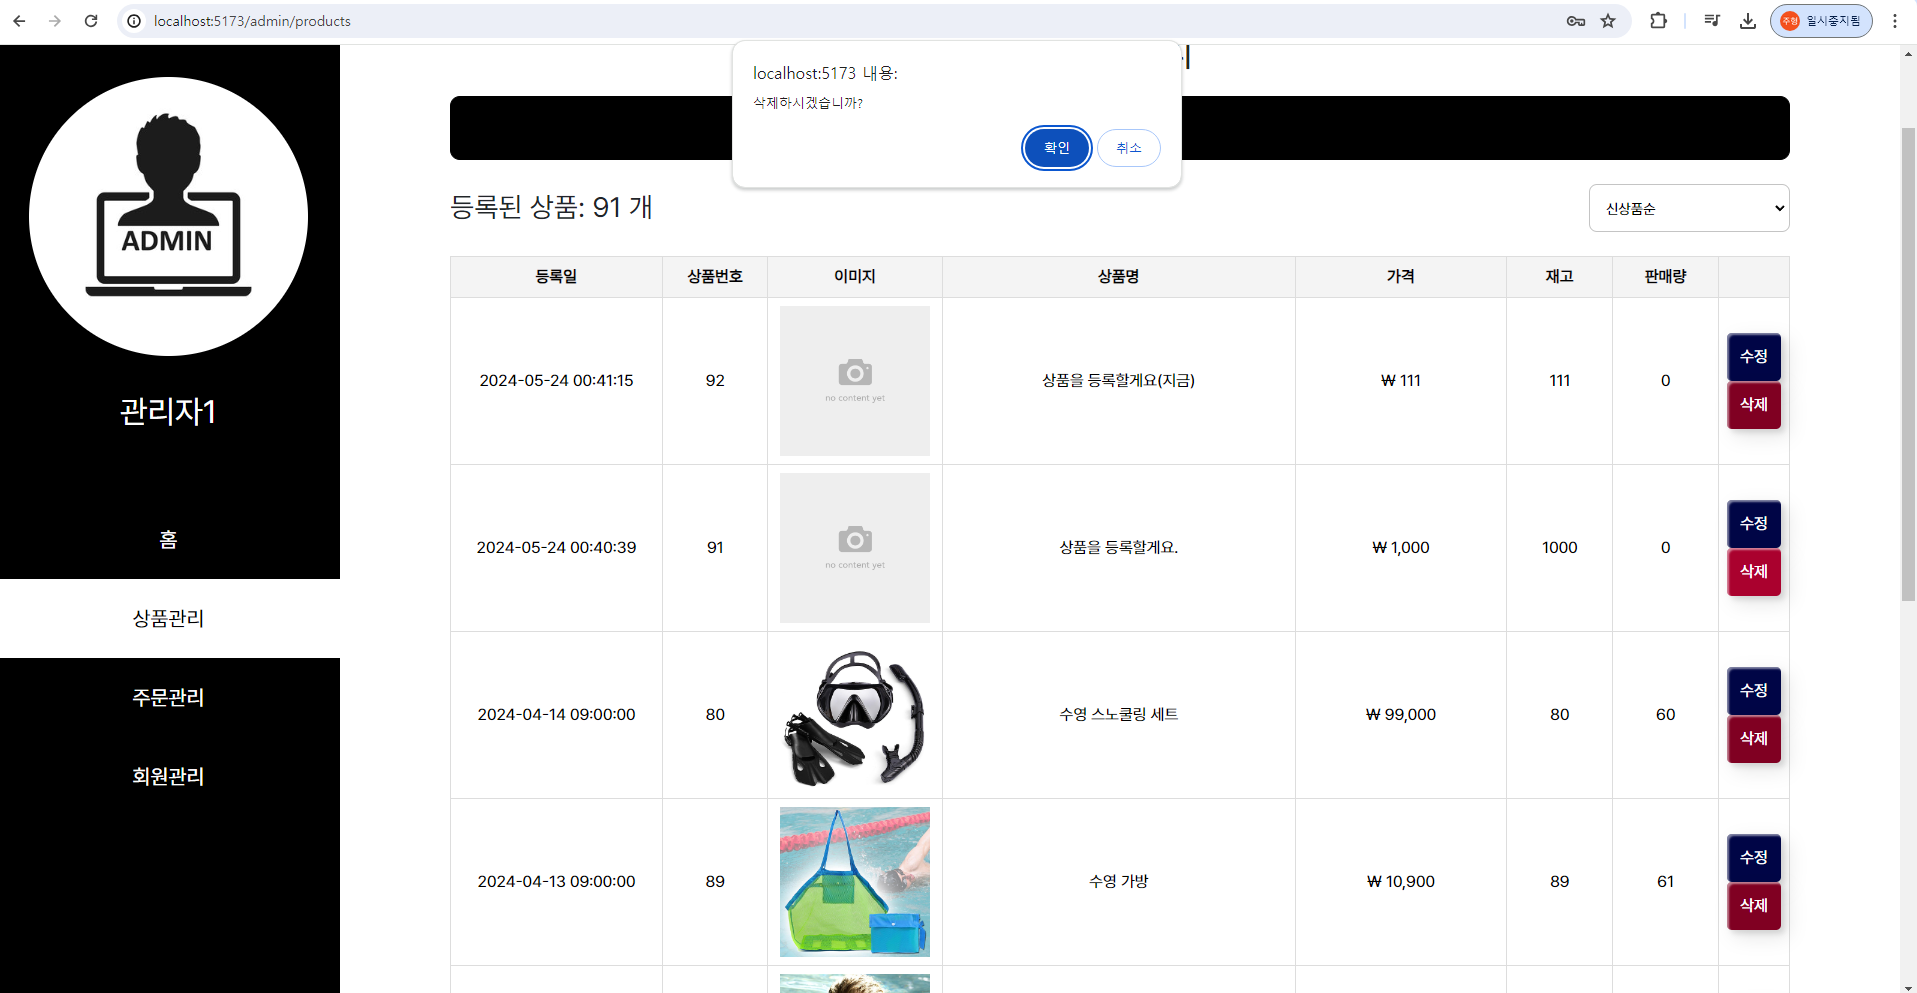 localhost:5173/admin/products
주형 일시중지됨
localhost:5173 내용:
삭제하시겠습니까?
확인 취소
ADMIN
관리자1
홈
상품관리
주문관리
회원관리
등록된 상품: 91 개
신상품순
등록일 상품번호 이미지 상품명 가격 재고 판매량
2024-05-24 00:41:15 92 no content yet 상품을 등록할게요(지금) ₩ 111 111 0 수정 삭제
2024-05-24 00:40:39 91 no content yet 상품을 등록할게요. ₩ 1,000 1000 0 수정 삭제
2024-04-14 09:00:00 80 수영 스노쿨링 세트 ₩ 99,000 80 60 수정 삭제
2024-04-13 09:00:00 89 수영 가방 ₩ 10,900 89 61 수정 삭제